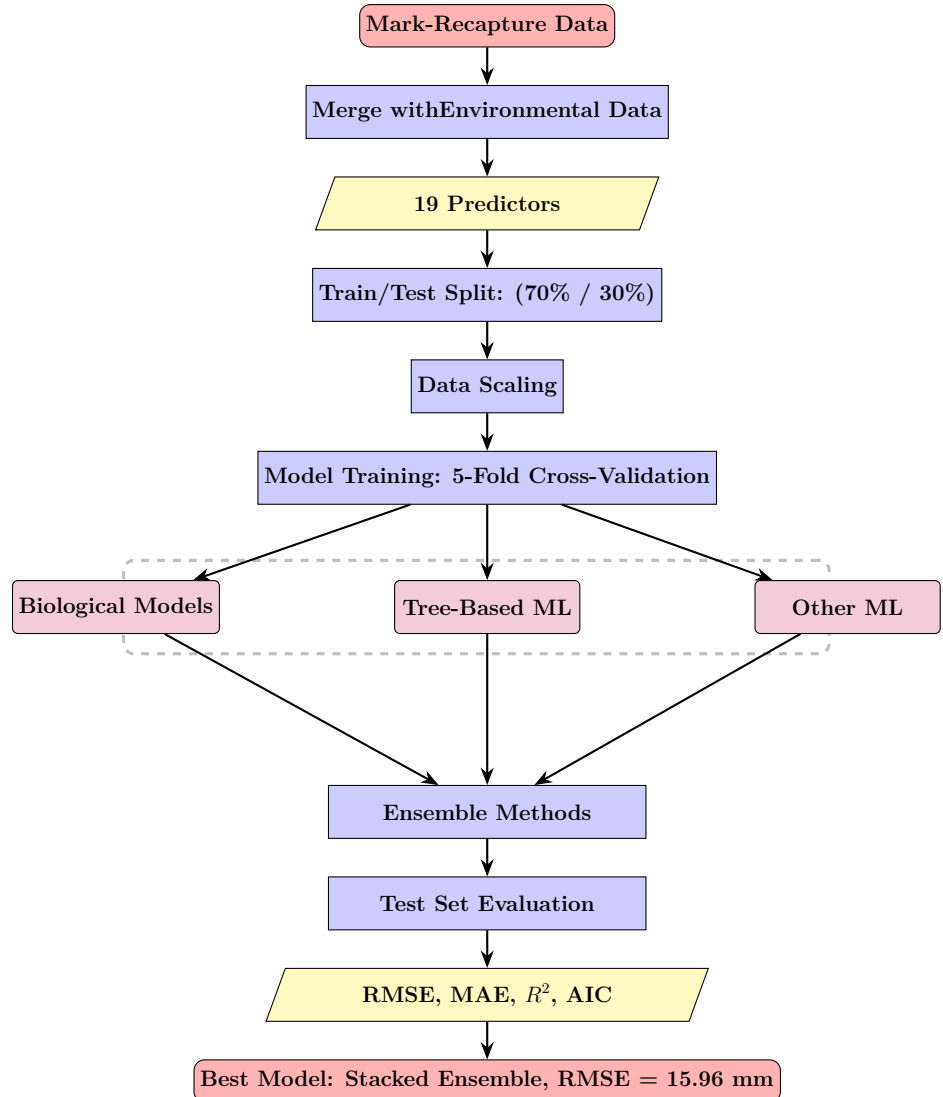 Mark-Recapture Data
Merge withEnvironmental Data
19 Predictors
Train/Test Split: (70% / 30%)
Data Scaling
Model Training: 5-Fold Cross-Validation
Biological Models
Tree-Based ML
Other ML
Ensemble Methods
Test Set Evaluation
RMSE, MAE, R², AIC
Best Model: Stacked Ensemble, RMSE = 15.96 mm